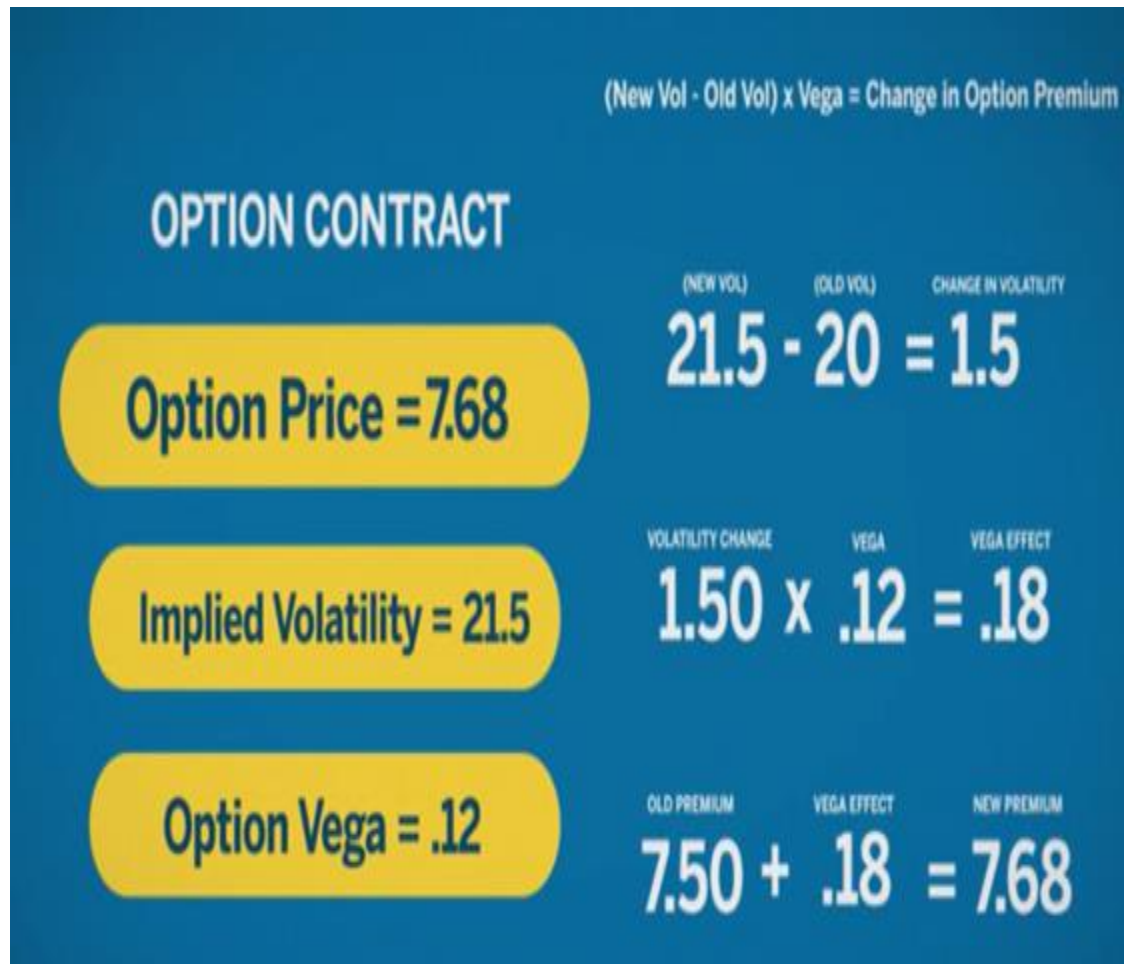 (New Vol - Old Vol) x Vega = Change in Option Premium
OPTION CONTRACT
Option Price = 7.68
Implied Volatility = 21.5
Option Vega = .12
(NEW VOL) (OLD VOL) CHANGE IN VOLATILITY
21.5 - 20 = 1.5
VOLATILITY CHANGE VEGA VEGA EFFECT
1.50 x .12 = .18
OLD PREMIUM VEGA EFFECT NEW PREMIUM
7.50 + .18 = 7.68